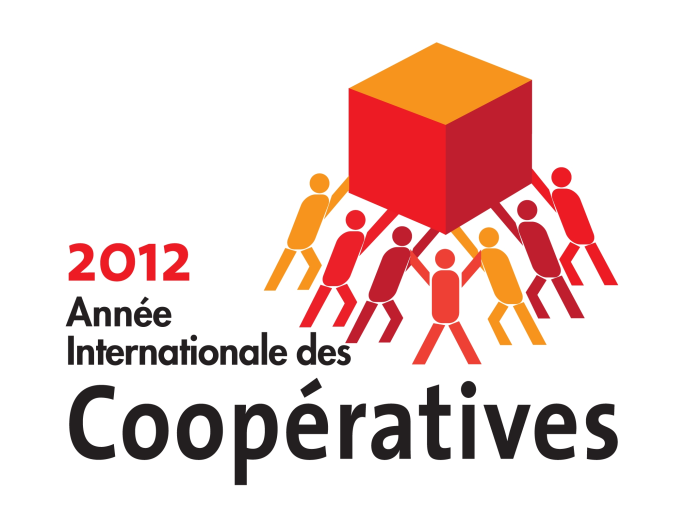 2012
Année
Internationale des
Coopératives